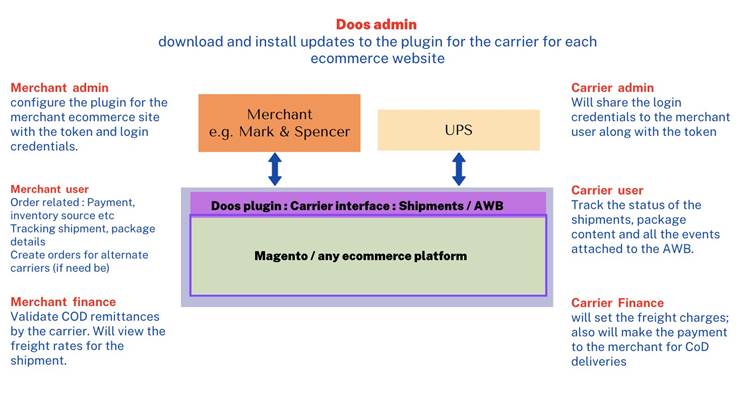 Doos admin
download and install updates to the plugin for the carrier for each
ecommerce website
Merchant admin
configure the plugin for the
merchant ecommerce site
with the token and login
credentials.
Merchant
e.g. Mark & Spencer
UPS
Carrier admin
Will share the login
credentials to the merchant
user along with the token
Merchant user
Order related : Payment,
inventory source etc
Tracking shipment, package
details
Create orders for alternate
carriers (if need be)
Doos plugin : Carrier interface : Shipments / AWB
Magento / any ecommerce platform
Carrier user
Track the status of the
shipments, package
content and all the events
attached to the AWB.
Merchant finance
Validate COD remittances
by the carrier. Will view the
freight rates for the
shipment.
Carrier Finance
will set the freight charges;
also will make the payment
to the merchant for CoD
deliveries